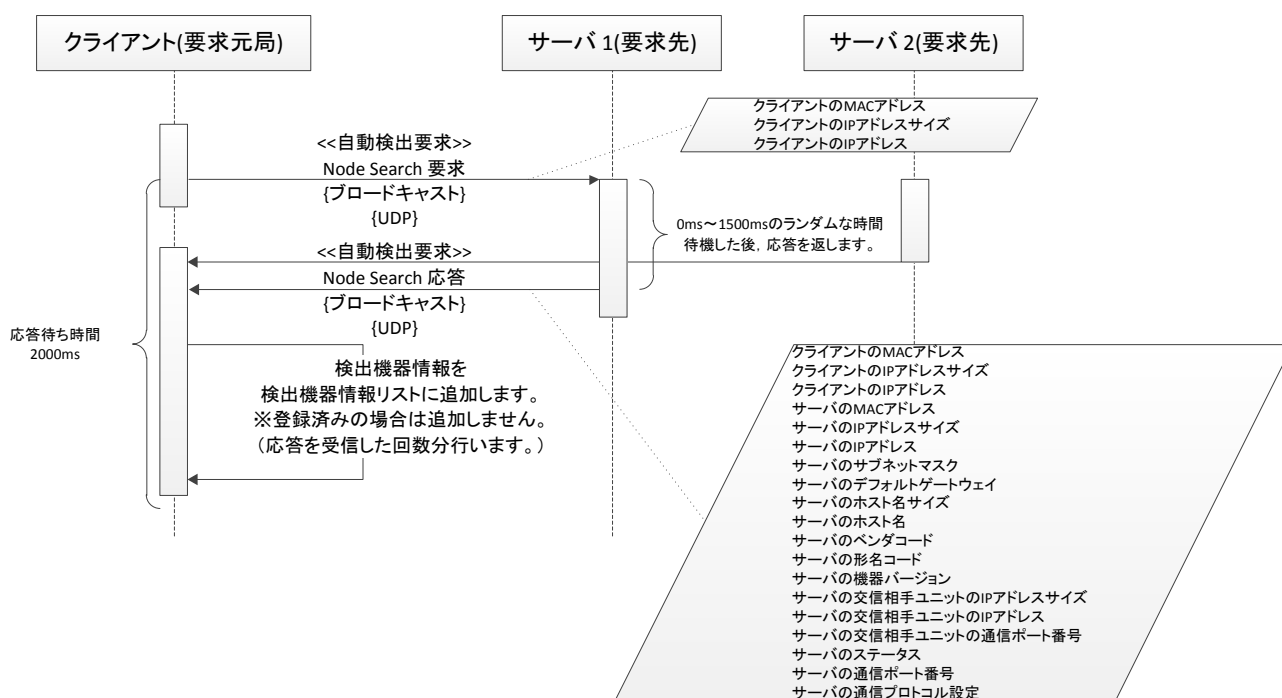 クライアント(要求元局)
サーバ 1(要求先)
サーバ 2(要求先)
クライアントのMACアドレス
クライアントのIPアドレスサイズ
クライアントのIPアドレス
<<自動検出要求>>
Node Search 要求
{ブロードキャスト}
{UDP}
0ms～1500msのランダムな時間
待機した後, 応答を返します。
<<自動検出要求>>
Node Search 応答
{ブロードキャスト}
{UDP}
応答待ち時間
2000ms
検出機器情報を
検出機器情報リストに追加します。
※登録済みの場合は追加しません。
（応答を受信した回数分行います。）
クライアントのMACアドレス
クライアントのIPアドレスサイズ
クライアントのIPアドレス
サーバのMACアドレス
サーバのIPアドレスサイズ
サーバのIPアドレス
サーバのサブネットマスク
サーバのデフォルトゲートウェイ
サーバのホスト名サイズ
サーバのホスト名
サーバのベンダコード
サーバの形名コード
サーバの機器バージョン
サーバの交信相手ユニットのIPアドレスサイズ
サーバの交信相手ユニットのIPアドレス
サーバの交信相手ユニットの通信ポート番号
サーバのステータス
サーバの通信ポート番号
サーバの通信プロトコル設定